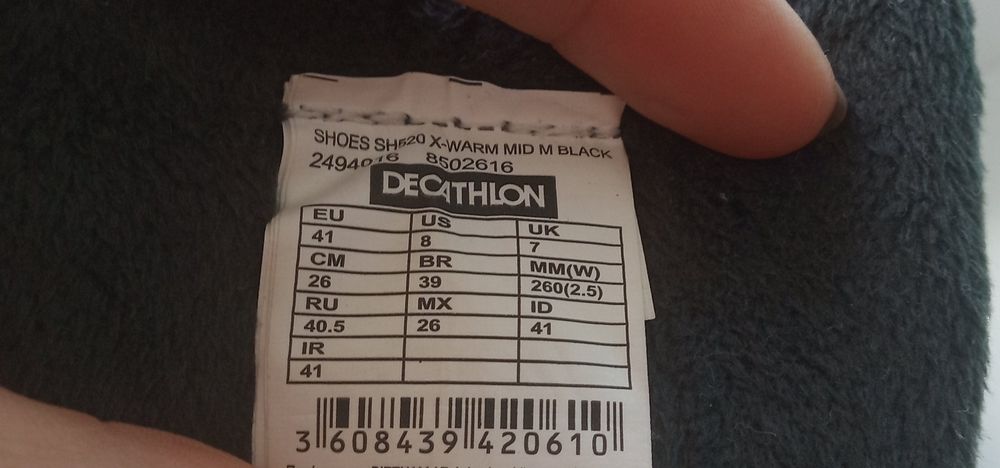 SHOES SH520 X-WARM MID M BLACK
2494016 8502616
DECATHLON
EU US UK
41 8 7
CM BR MM(W)
26 39 260(2.5)
RU MX ID
40.5 26 41
IR
41
3 608439 420610